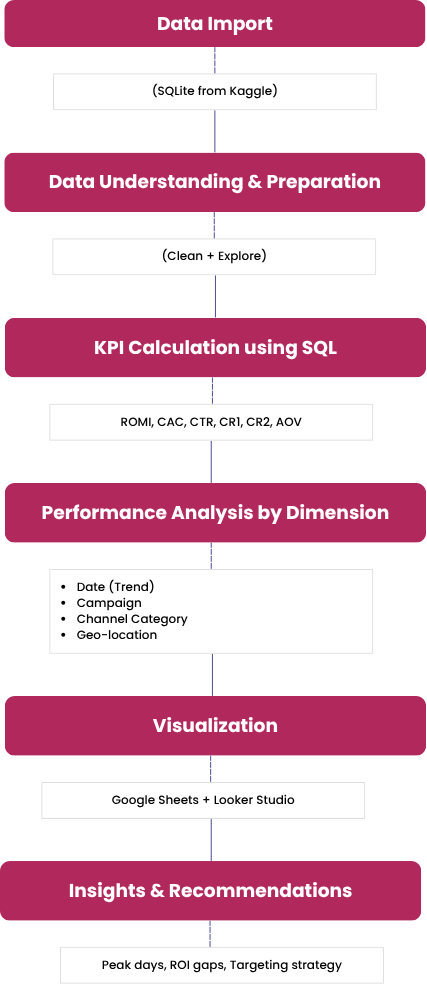 Data Import
(SQLite from Kaggle)
Data Understanding & Preparation
(Clean + Explore)
KPI Calculation using SQL
ROMI, CAC, CTR, CR1, CR2, AOV
Performance Analysis by Dimension
• Date (Trend)
• Campaign
• Channel Category
• Geo-location
Visualization
Google Sheets + Looker Studio
Insights & Recommendations
Peak days, ROI gaps, Targeting strategy